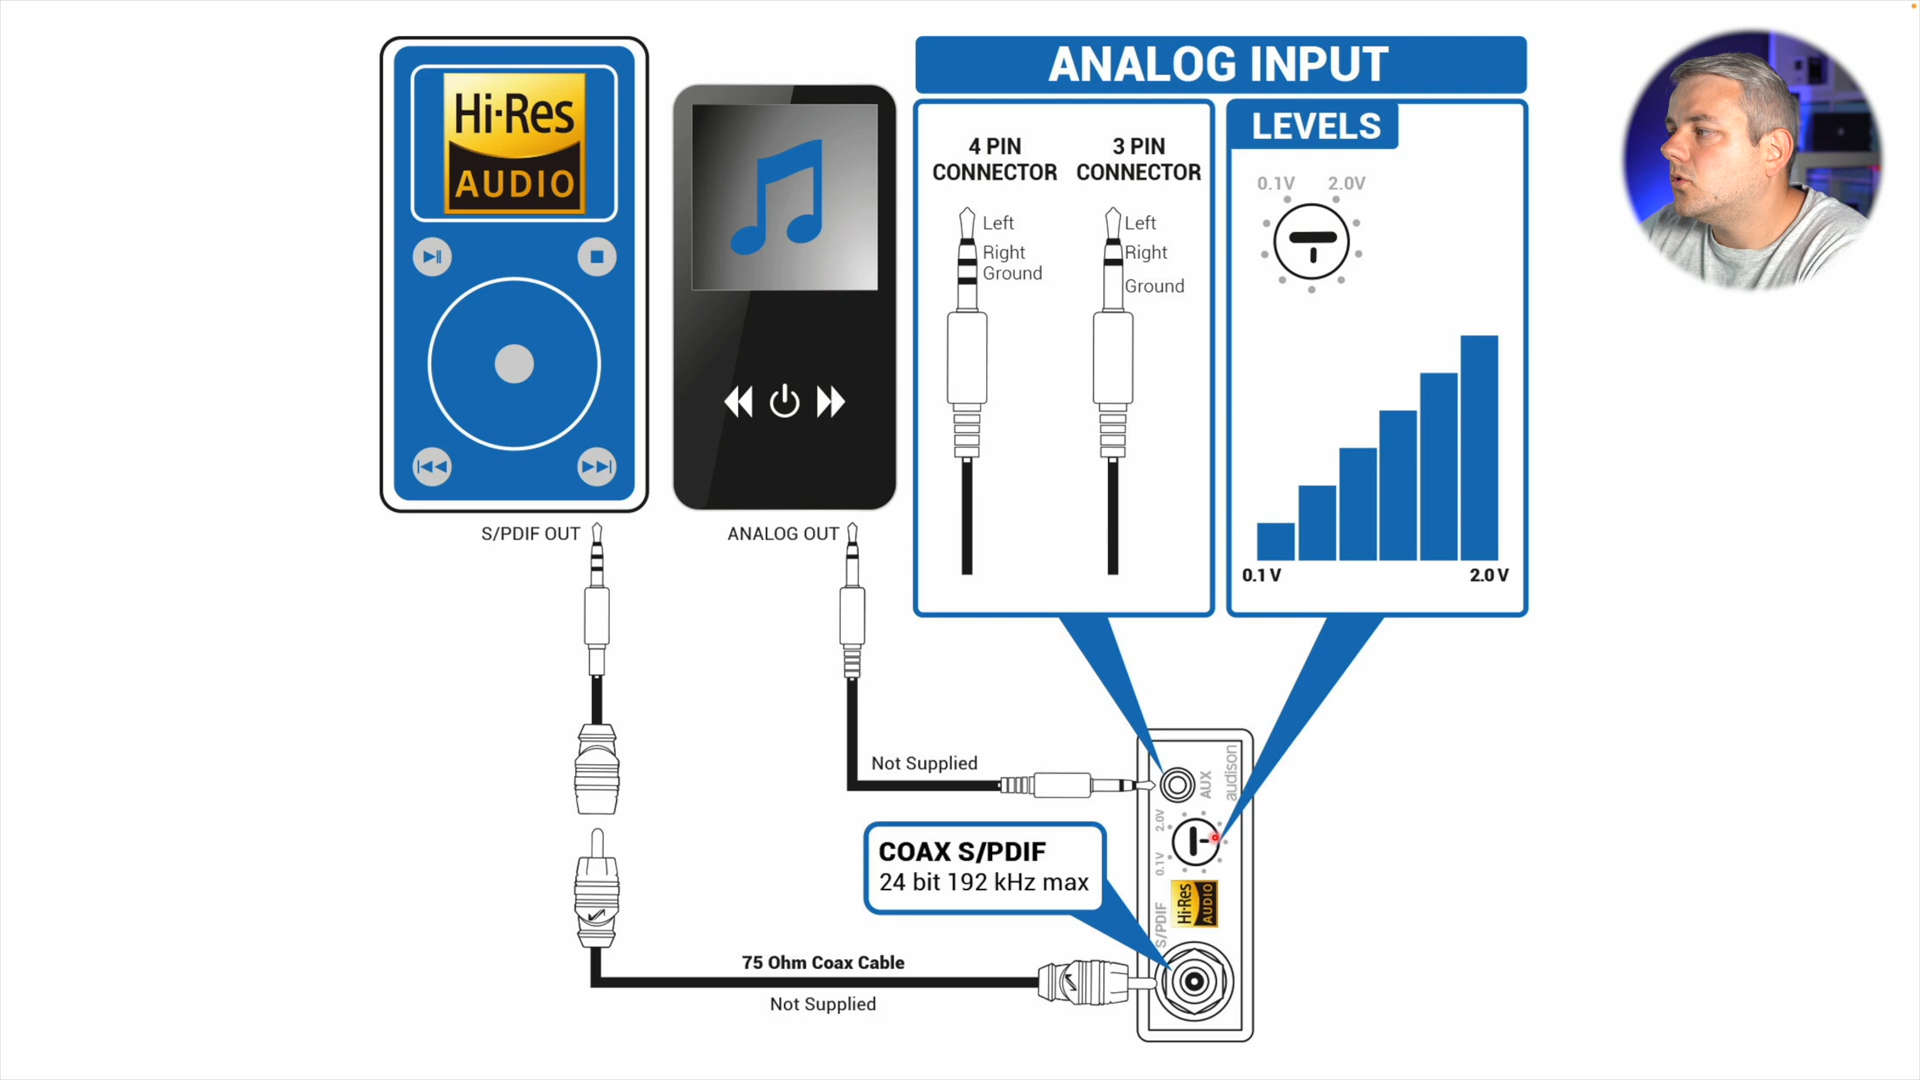 Hi-Res
AUDIO
S/PDIF OUT
ANALOG OUT
ANALOG INPUT
4 PIN
CONNECTOR
Left
Right
Ground
3 PIN
CONNECTOR
Left
Right
Ground
LEVELS
0.1V 2.0V
0.1 V 2.0 V
Not Supplied
AUX
audison
2.0V
0.1V
Hi-Res
AUDIO
S/PDIF
COAX S/PDIF
24 bit 192 kHz max
75 Ohm Coax Cable
Not Supplied